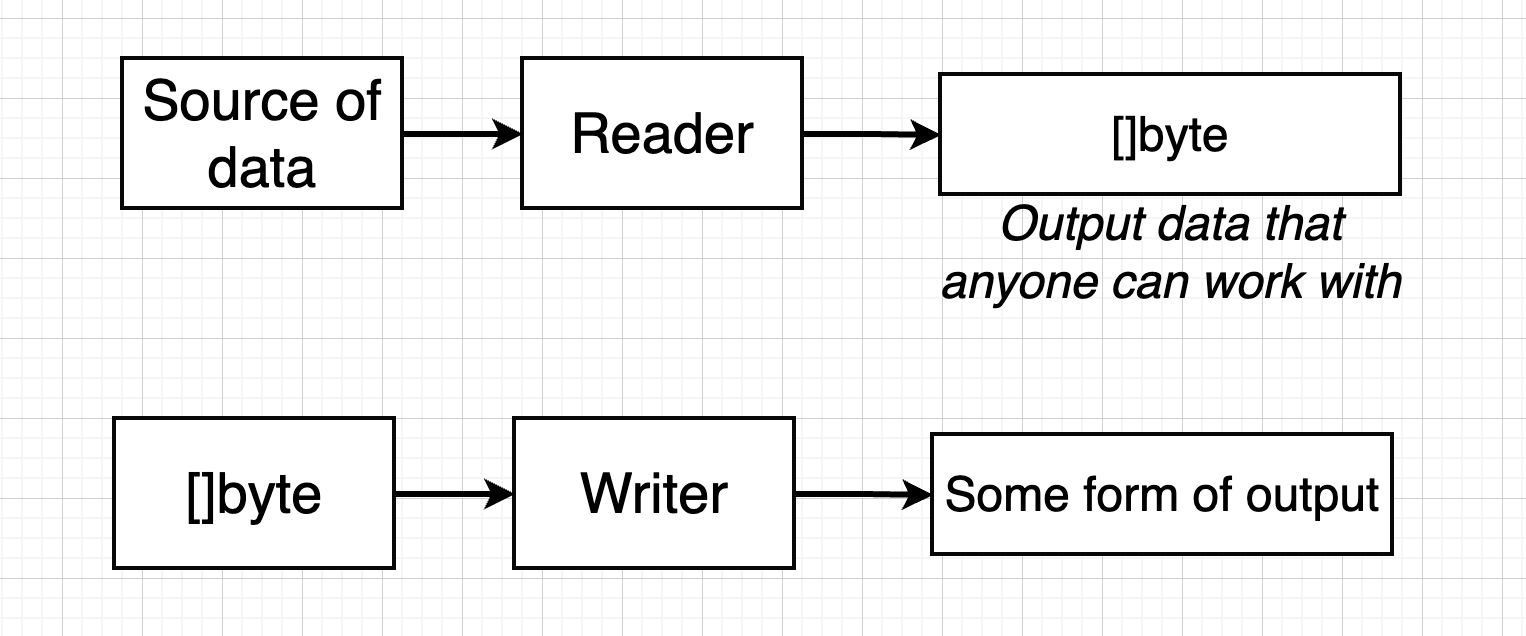 Source of
data
Reader
[]byte
Output data that
anyone can work with
[]byte
Writer
Some form of output